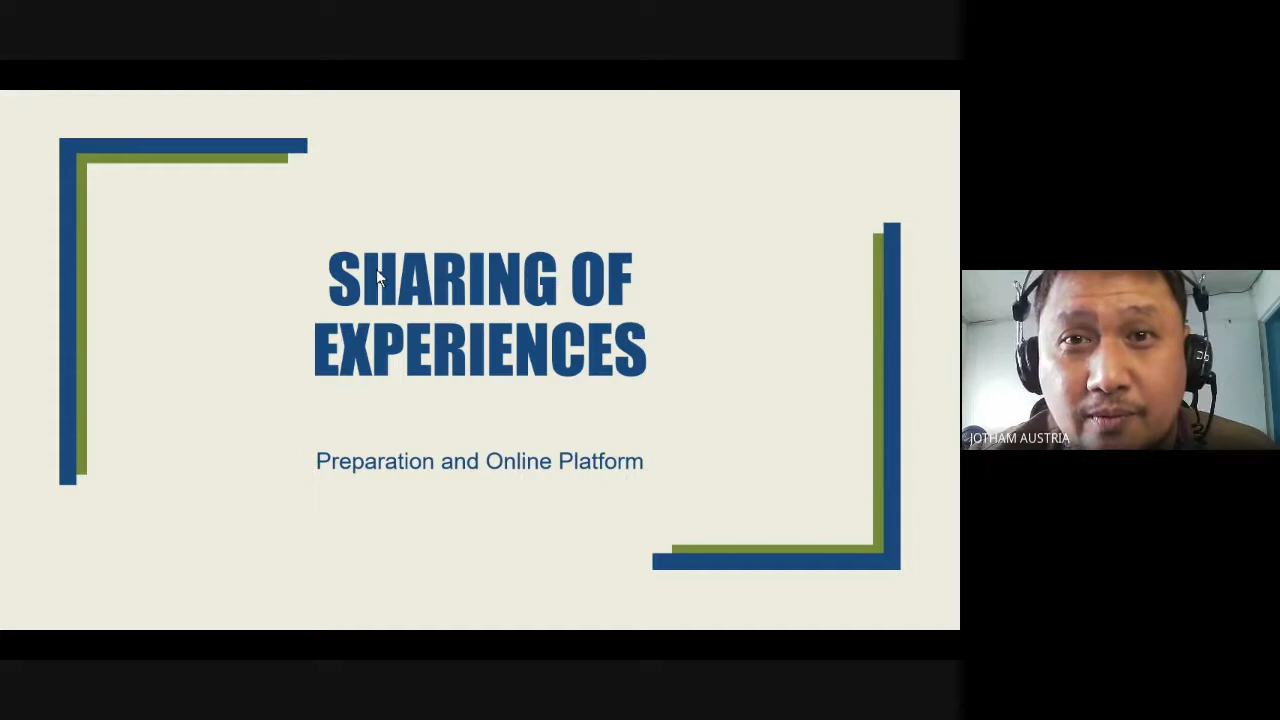 SHARING OF
EXPERIENCES
Preparation and Online Platform
JOTHAM AUSTRIA